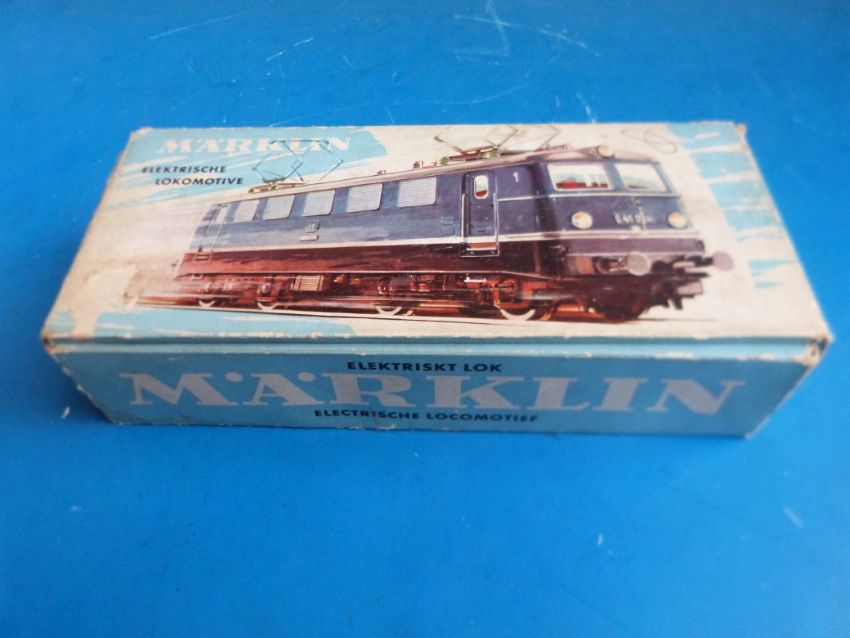 MÄRKLIN
ELEKTRISCHE
LOKOMOTIVE
1
ELEKTRISKT LOK
MÄRKLIN
ELECTRISCHE LOCOMOTIEF